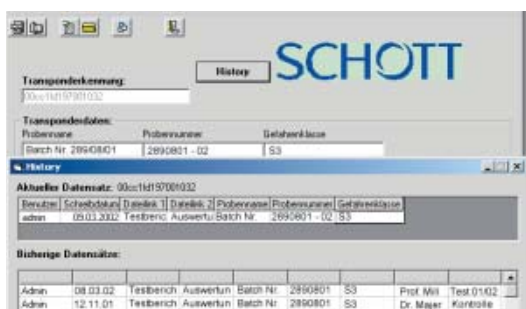 History
SCHOTT
Transponderkennung:
Transponderdaten:
Probenname Probennummer Gefahrenklasse
Batch Nr. 289/08/01 2890801 - 02 S3
History
Aktueller Datensatz:
Benutzer Schreibdatum Dateilink 1 Dateilink 2 Probenname Probennummer Gefahrenklasse
admin 09.03.2002 Testberic Auswertu Batch Nr. 2890801 - 02 S3
Bisherige Datensätze:
Admin 08.03.02 Testberich Auswertun Batch Nr. 2890801 S3 Prof. Mill Test 01/02
Admin 12.11.01 Testberich Auswertun Batch Nr. 2890801 S3 Dr. Majer Kontrolle